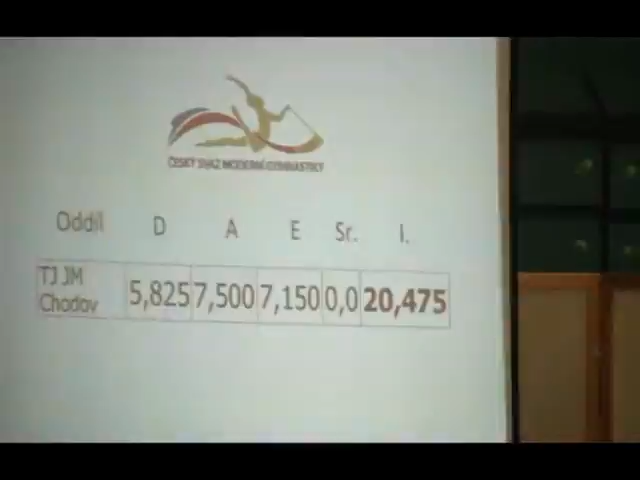 ČESKÝ SVAZ MODERNÍ GYMNASTIKY
Oddíl D A E Sr. I.
TJ JM
Chodov 5,825 7,500 7,150 0,0 20,475